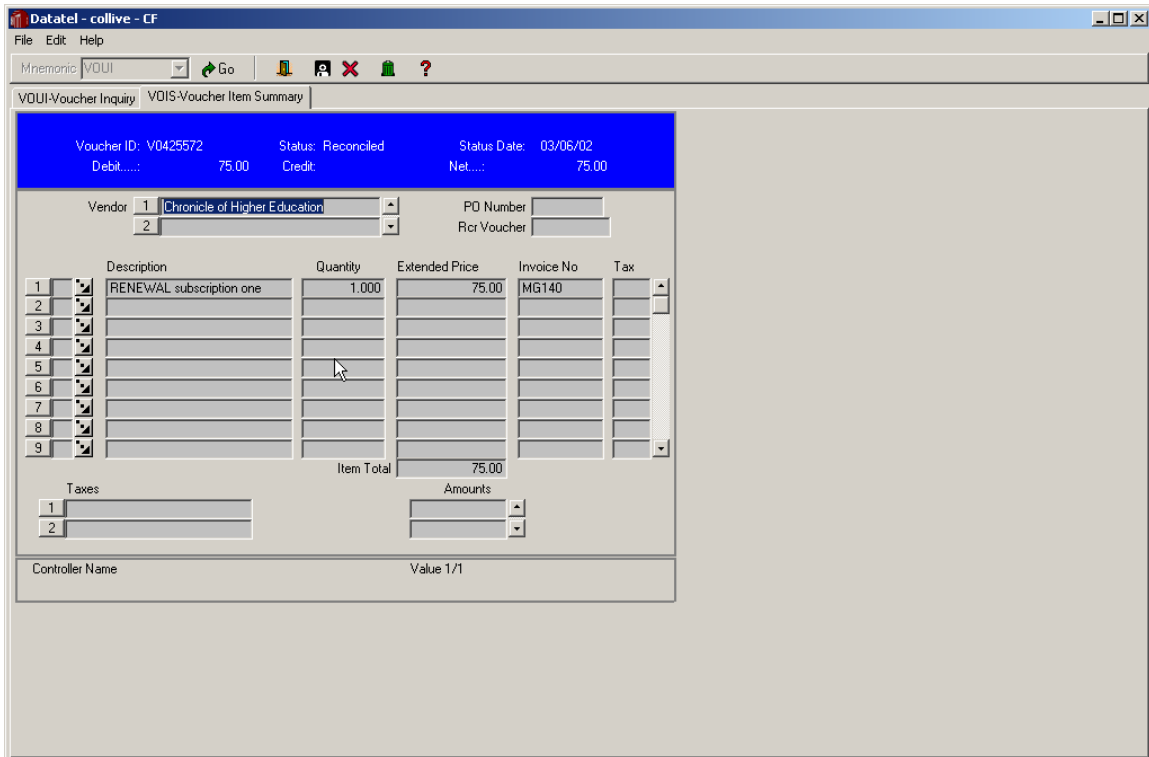 Datatel - collive - CF
File Edit Help
Mnemonic VOUI Go ?
VOUI-Voucher Inquiry VOIS-Voucher Item Summary
Voucher ID: V0425572 Status: Reconciled Status Date: 03/06/02
Debit.....: 75.00 Credit: Net....: 75.00
Vendor 1 Chronicle of Higher Education PO Number
2 Rcr Voucher
Description Quantity Extended Price Invoice No Tax
1 RENEWAL subscription one 1.000 75.00 MG140
2
3
4
5
6
7
8
9
Item Total 75.00
Taxes Amounts
1
2
Controller Name Value 1/1